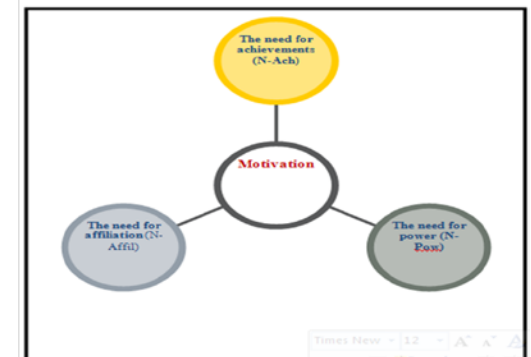 The need for
achievements
(N-Ach)
Motivation
The need for
affiliation(N-
Affil)
The need for
power (N-
Pow)
Times New
12
A A